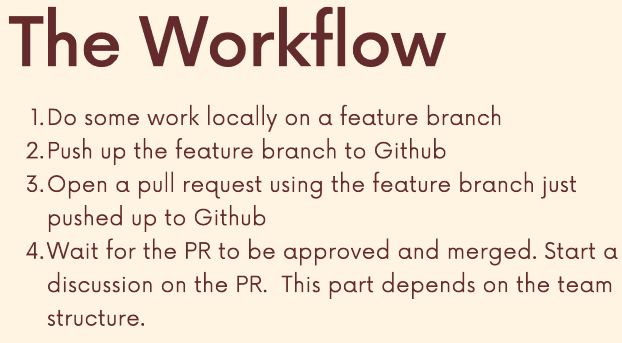 The Workflow
1.Do some work locally on a feature branch
2.Push up the feature branch to Github
3.Open a pull request using the feature branch just
pushed up to Github
4.Wait for the PR to be approved and merged. Start a
discussion on the PR.  This part depends on the team
structure.